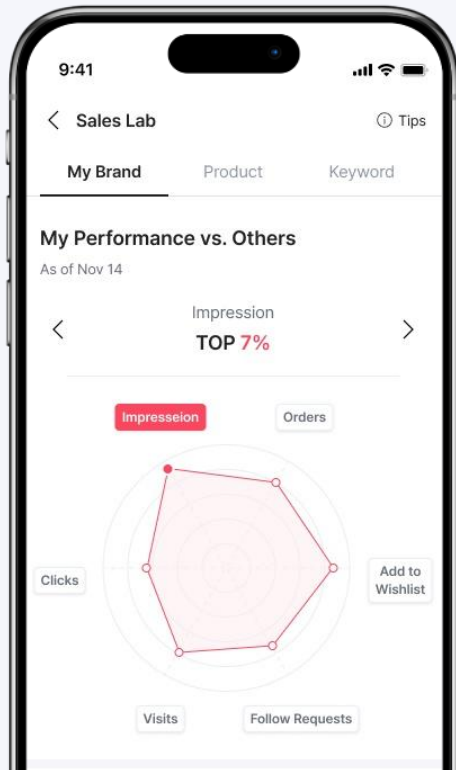 9:41
Sales Lab
Tips
My Brand
Product
Keyword
My Performance vs. Others
As of Nov 14
Impression
TOP 7%
Impresseion
Orders
Clicks
Add to
Wishlist
Visits
Follow Requests